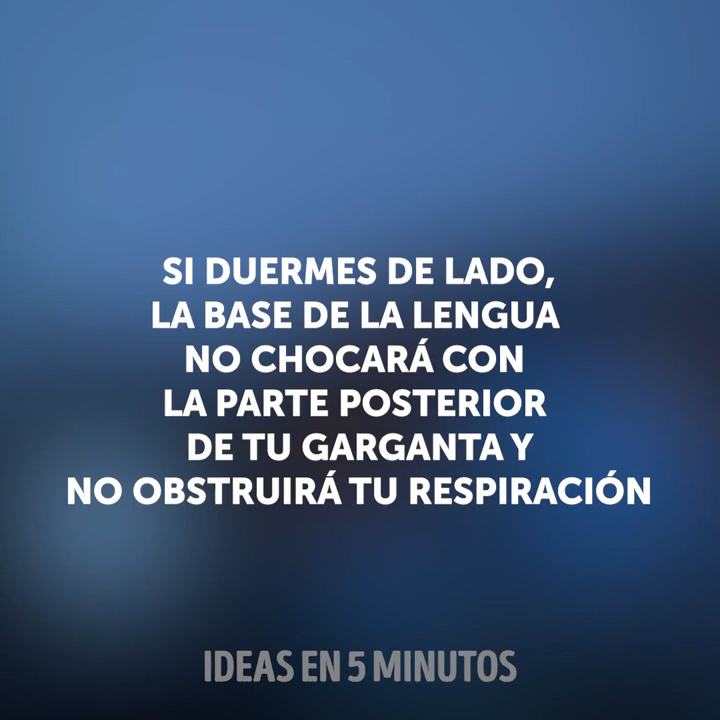 SI DUERMES DE LADO,
LA BASE DE LA LENGUA
NO CHOCARÁ CON
LA PARTE POSTERIOR
DE TU GARGANTA Y
NO OBSTRUIRÁ TU RESPIRACIÓN
IDEAS EN 5 MINUTOS